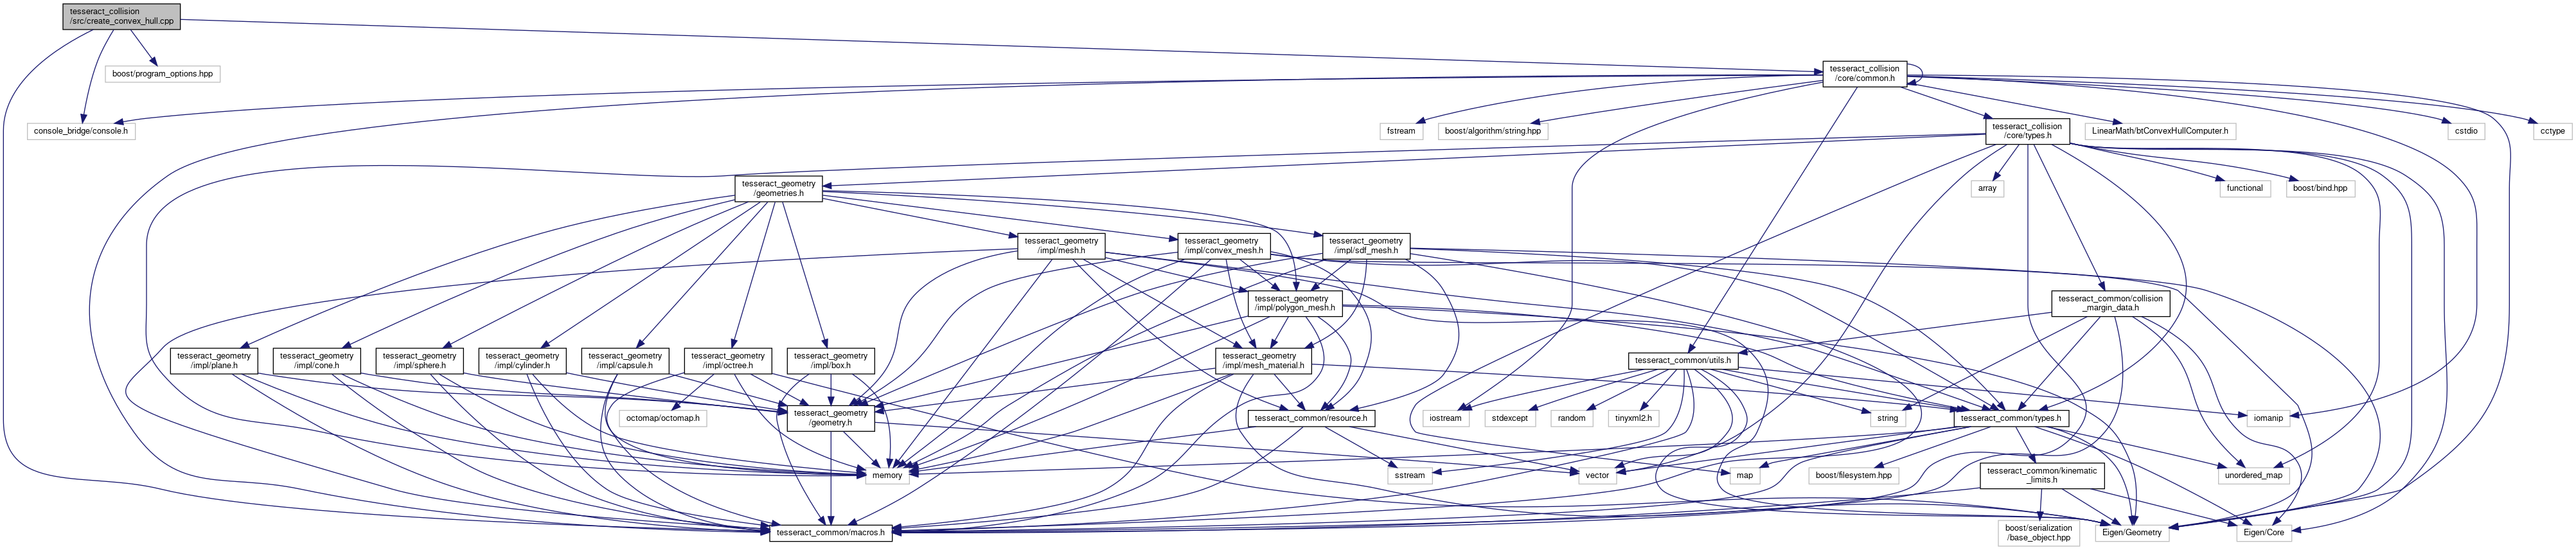 tesseract_collision
/src/create_convex_hull.cpp
boost/program_options.hpp
tesseract_collision
/core/common.h
console_bridge/console.h
fstream
boost/algorithm/string.hpp
tesseract_collision
/core/types.h
LinearMath/btConvexHullComputer.h
cstdio
cctype
tesseract_geometry
/geometries.h
array
functional
boost/bind.hpp
tesseract_geometry
/impl/mesh.h
tesseract_geometry
/impl/convex_mesh.h
tesseract_geometry
/impl/sdf_mesh.h
tesseract_geometry
/impl/polygon_mesh.h
tesseract_common/collision
_margin_data.h
tesseract_geometry
/impl/plane.h
tesseract_geometry
/impl/cone.h
tesseract_geometry
/impl/sphere.h
tesseract_geometry
/impl/cylinder.h
tesseract_geometry
/impl/capsule.h
tesseract_geometry
/impl/octree.h
tesseract_geometry
/impl/box.h
tesseract_geometry
/impl/mesh_material.h
tesseract_common/utils.h
octomap/octomap.h
tesseract_geometry
/geometry.h
tesseract_common/resource.h
iostream
stdexcept
random
tinyxml2.h
string
tesseract_common/types.h
iomanip
memory
sstream
vector
map
boost/filesystem.hpp
tesseract_common/kinematic
_limits.h
unordered_map
tesseract_common/macros.h
boost/serialization
/base_object.hpp
Eigen/Geometry
Eigen/Core